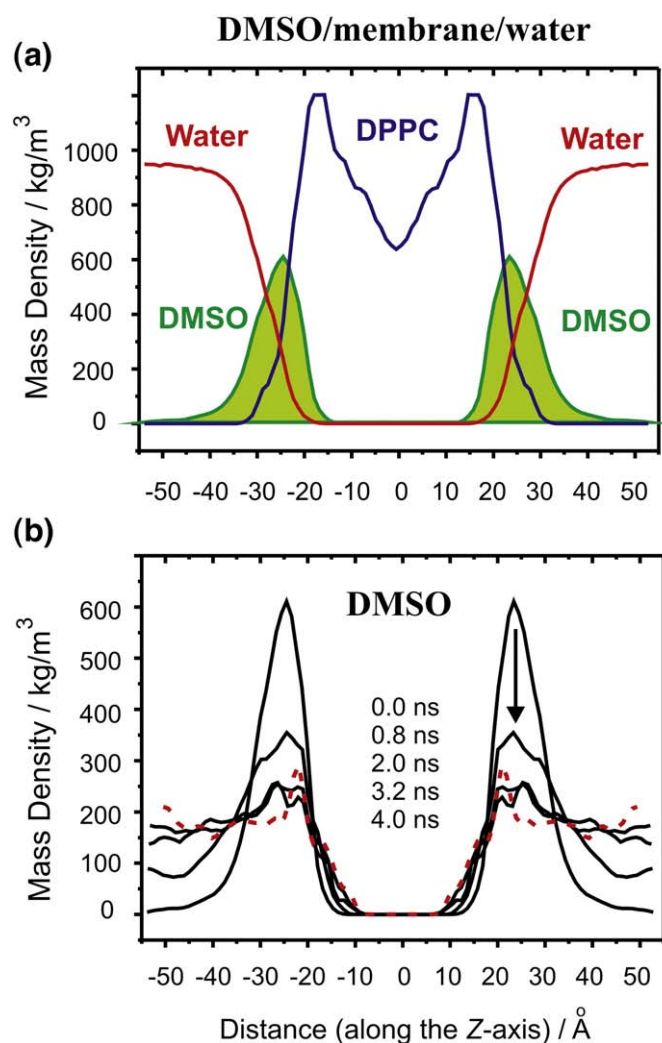 DMSO/membrane/water
(a)
Mass Density / kg/m³
1000
800
600
400
200
0
Water
DPPC
Water
DMSO
DMSO
-50 -40 -30 -20 -10 0 10 20 30 40 50
(b)
Mass Density / kg/m³
600
500
400
300
200
100
0
DMSO
0.0 ns
0.8 ns
2.0 ns
3.2 ns
4.0 ns
-50 -40 -30 -20 -10 0 10 20 30 40 50
Distance (along the Z-axis) / Å